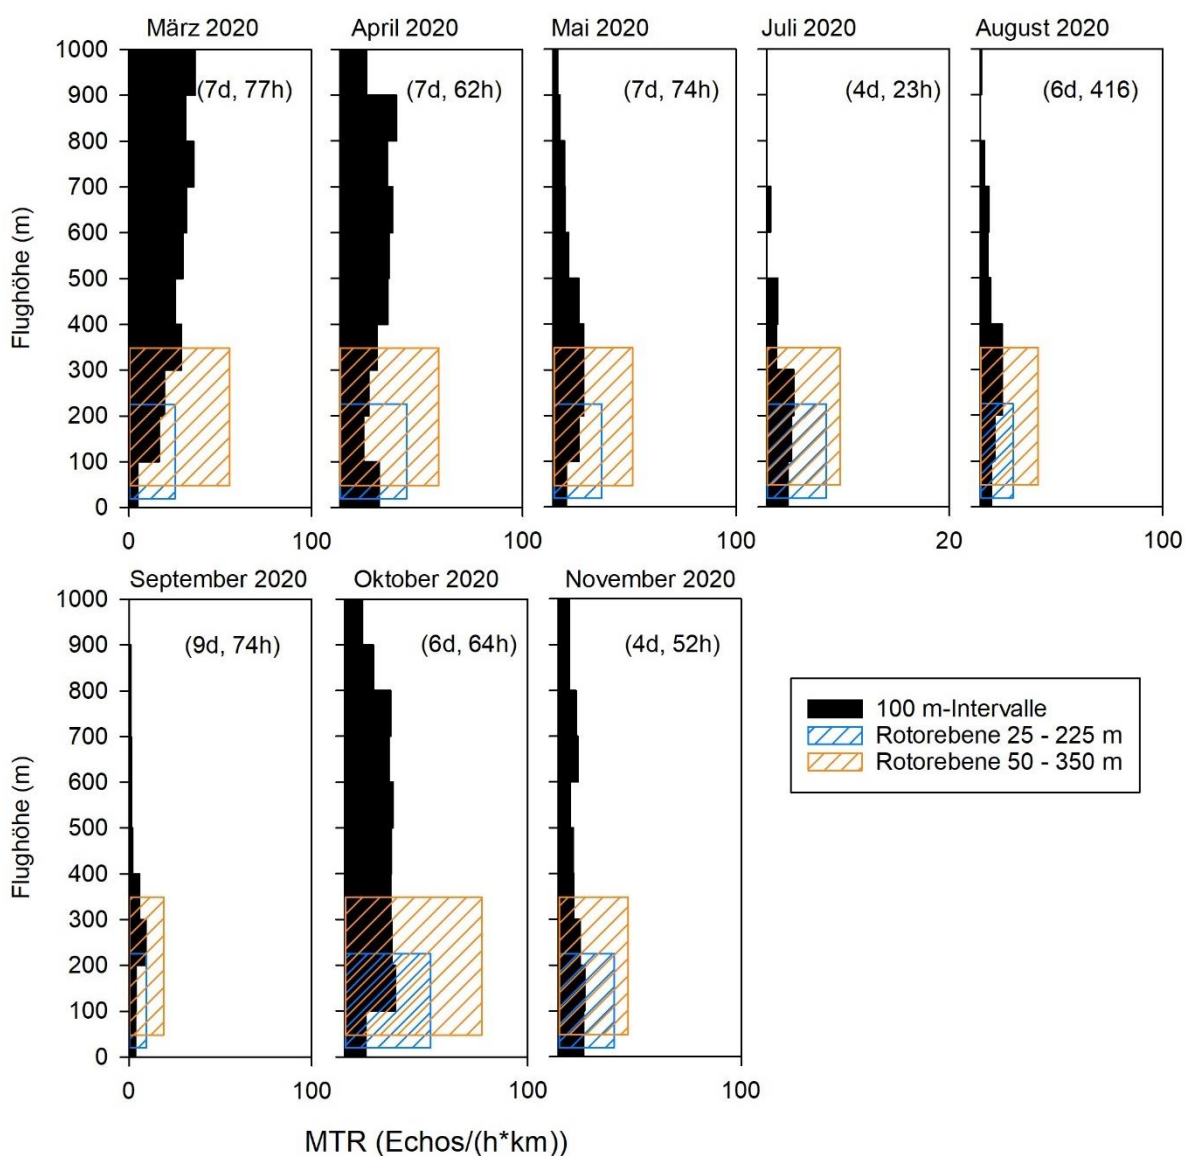 März 2020
April 2020
Mai 2020
Juli 2020
August 2020
(7d, 77h)
(7d, 62h)
(7d, 74h)
(4d, 23h)
(6d, 416)
Flughöhe (m)
1000
900
800
700
600
500
400
300
200
100
0
0
100
100
100
20
100
September 2020
Oktober 2020
November 2020
(9d, 74h)
(6d, 64h)
(4d, 52h)
Flughöhe (m)
1000
900
800
700
600
500
400
300
200
100
0
0
100
100
100
100 m-Intervalle
Rotorebene 25 - 225 m
Rotorebene 50 - 350 m
MTR (Echos/(h*km))